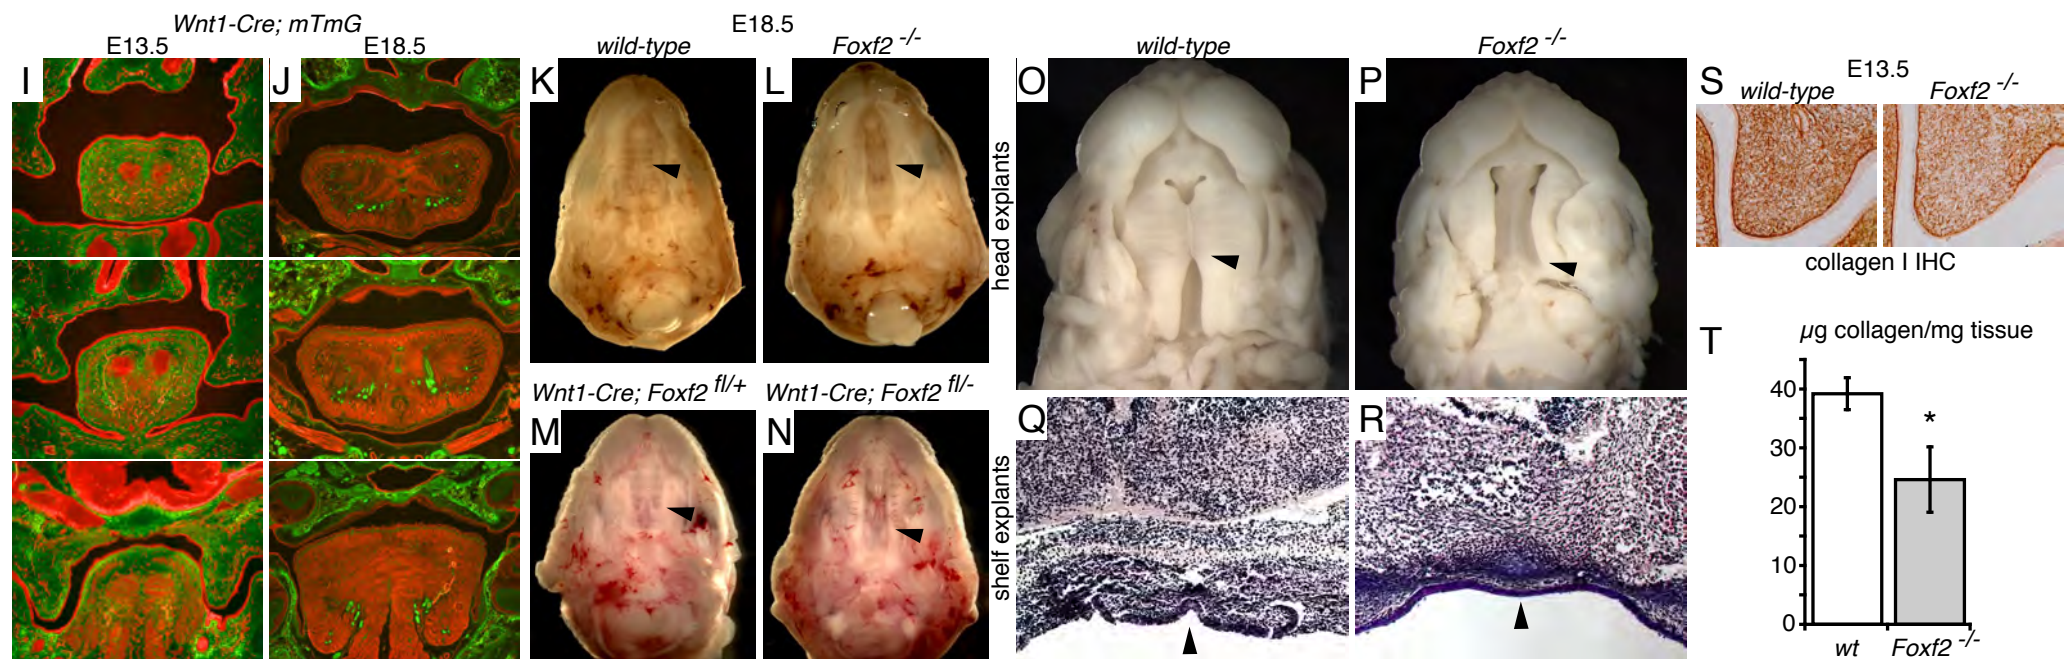 Wnt1-Cre; mTmG
E13.5
E18.5
I
J
E18.5
wild-type
Foxf2 -/-
K
L
Wnt1-Cre; Foxf2 fl/+
Wnt1-Cre; Foxf2 fl/-
M
N
head explants
wild-type
Foxf2 -/-
O
P
shelf explants
Q
R
S
E13.5
wild-type
Foxf2 -/-
collagen I IHC
T
µg collagen/mg tissue
40
30
20
10
0
*
wt
Foxf2 -/-